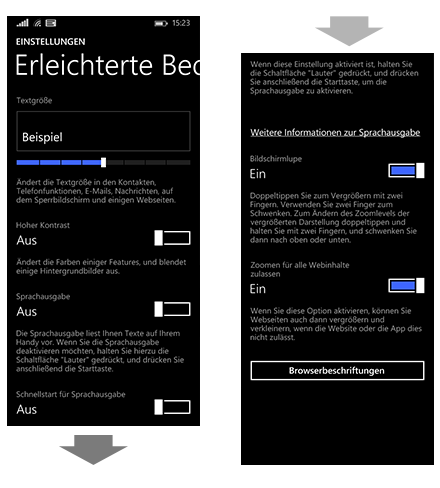 15:23
EINSTELLUNGEN
Erleichterte Bed
Textgröße
Beispiel
Ändert die Textgröße in den Kontakten,
Telefonfunktionen, E-Mails, Nachrichten, auf
dem Sperrbildschirm und einigen Webseiten.
Hoher Kontrast
Aus
Ändert die Farben einiger Features, und blendet
einige Hintergrundbilder aus.
Sprachausgabe
Aus
Die Sprachausgabe liest Ihnen Texte auf Ihrem
Handy vor. Wenn Sie die Sprachausgabe
deaktivieren möchten, halten Sie hierzu die
Schaltfläche "Lauter" gedrückt, und drücken Sie
anschließend die Starttaste.
Schnellstart für Sprachausgabe
Aus
Wenn diese Einstellung aktiviert ist, halten Sie
die Schaltfläche "Lauter" gedrückt, und drücken
Sie anschließend die Starttaste, um die
Sprachausgabe zu aktivieren.
Weitere Informationen zur Sprachausgabe
Bildschirmlupe
Ein
Doppeltippen Sie zum Vergrößern mit zwei
Fingern. Verwenden Sie zwei Finger zum
Schwenken. Zum Ändern des Zoomlevels der
vergrößerten Darstellung doppeltippen und
halten Sie mit zwei Fingern, und schwenken Sie
dann nach oben oder unten.
Zoomen für alle Webinhalte
zulassen
Ein
Wenn Sie diese Option aktivieren, können Sie
Webseiten auch dann vergrößern und
verkleinern, wenn die Website oder die App dies
nicht zulässt.
Browserbeschriftungen